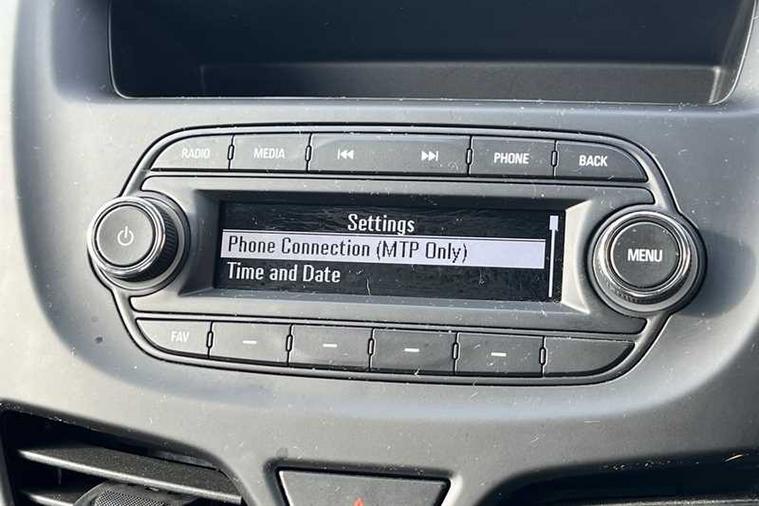 RADIO MEDIA PHONE BACK
Settings
Phone Connection (MTP Only)
Time and Date
MENU
FAV